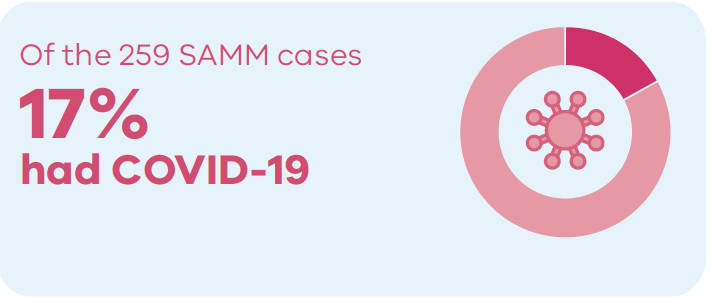 Of the 259 SAMM cases
17%
had COVID-19